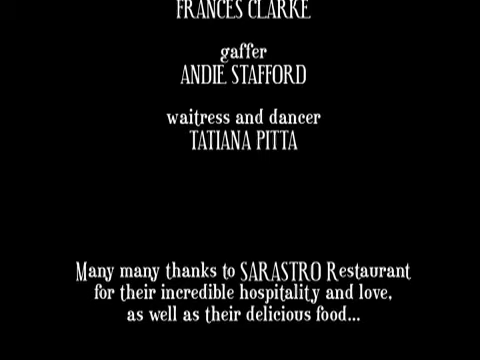 FRANCES CLARKE
gaffer
ANDIE STAFFORD
waitress and dancer
TATIANA PITTA
Many many thanks to SARASTRO Restaurant
for their incredible hospitality and love,
as well as their delicious food...